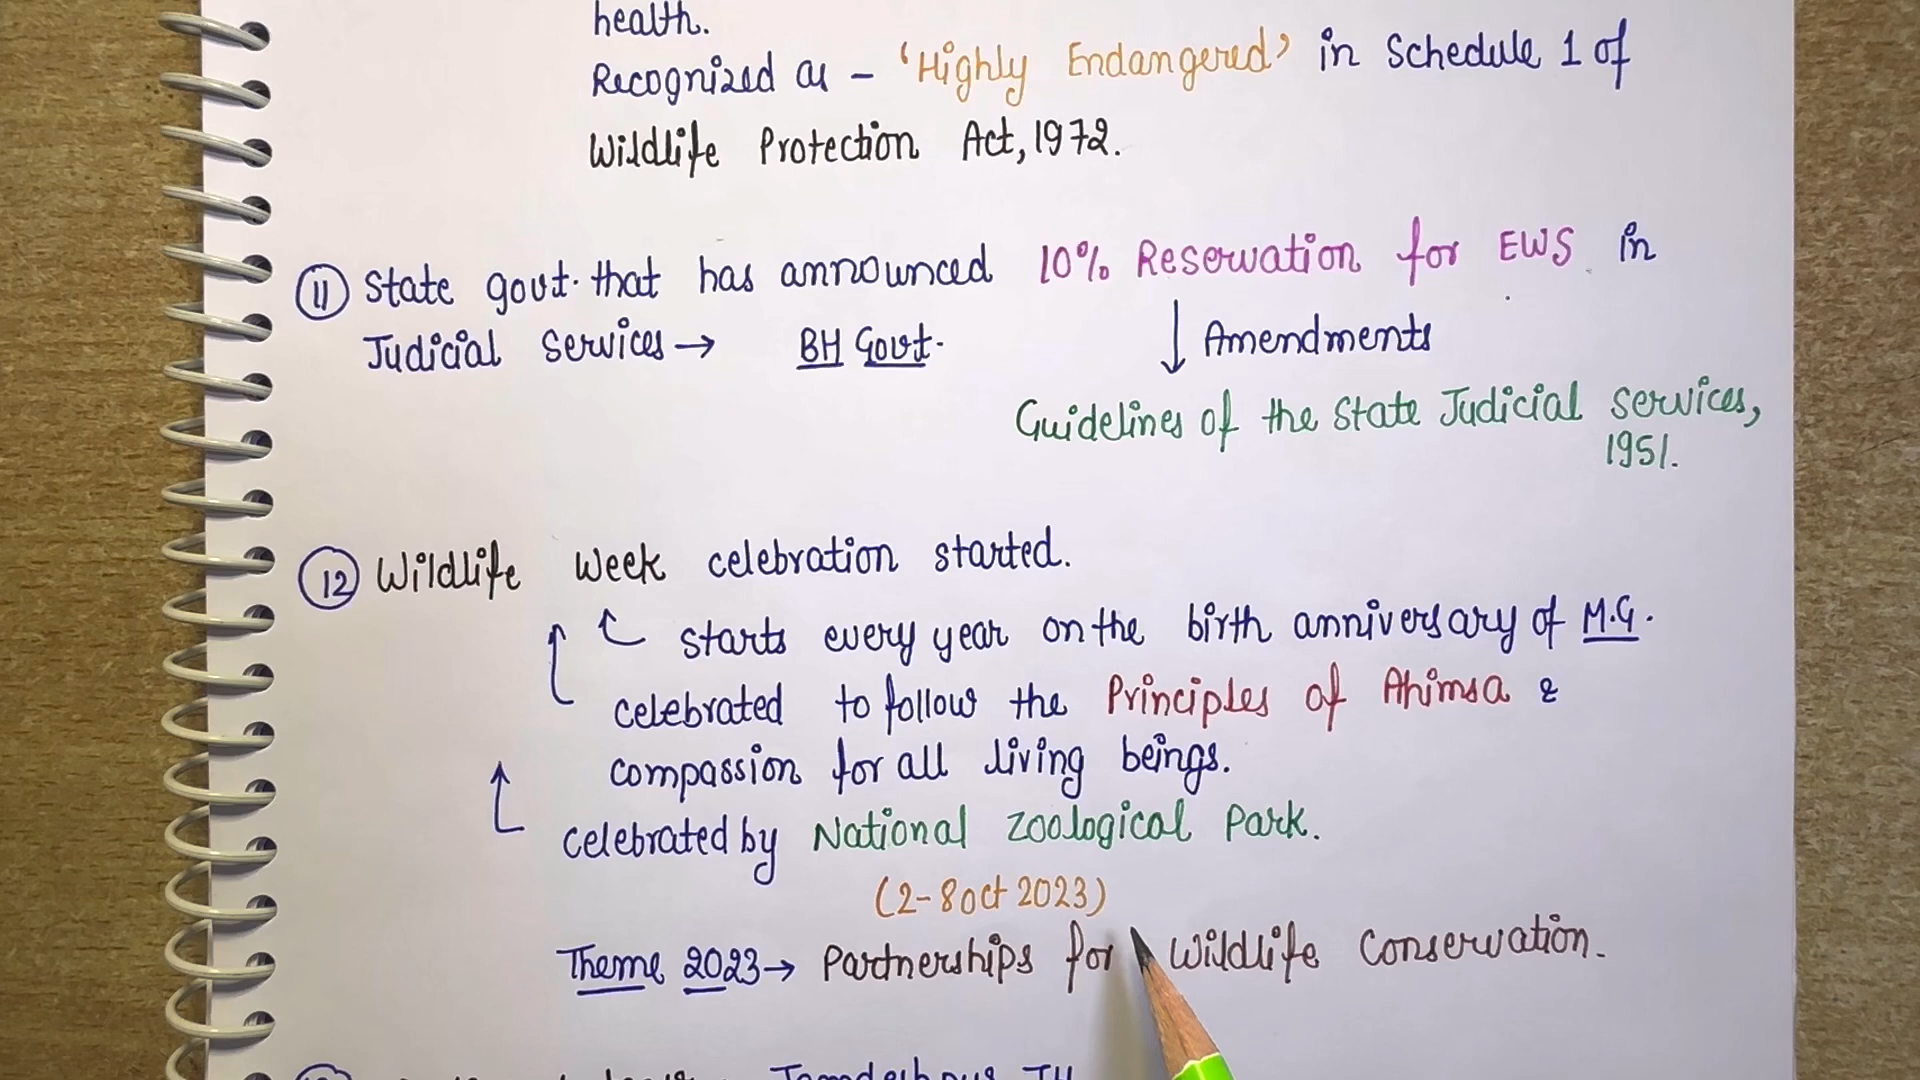 health.
Recognized as – 'Highly Endangered' in Schedule 1 of
Wildlife Protection Act, 1972.
11 State govt. that has announced 10% Reservation for EWS in
Judicial Services → BH Govt.
↓ Amendments
Guidelines of the State Judicial Services,
1951.
12 Wildlife Week celebration started.
starts every year on the birth anniversary of M.G.
celebrated to follow the Principles of Ahimsa &
compassion for all living beings.
celebrated by National Zoological Park.
(2-8 Oct 2023)
Theme 2023 → Partnerships for Wildlife Conservation.